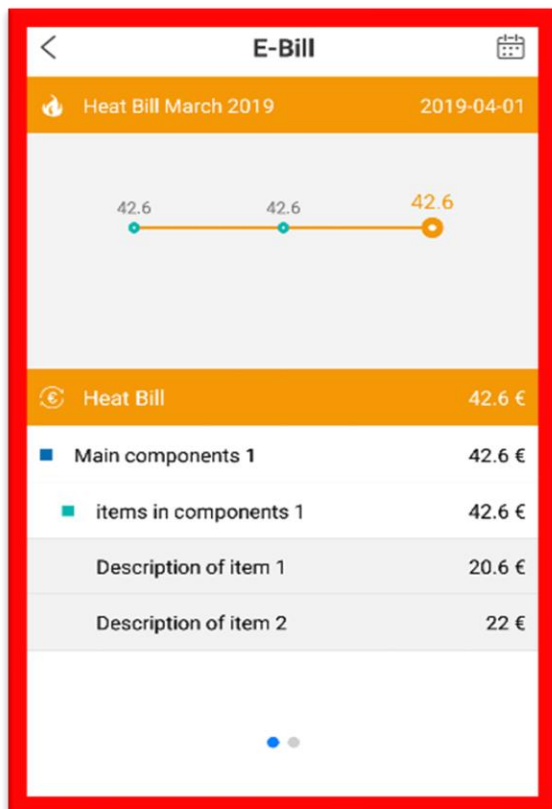 E-Bill
Heat Bill March 2019 2019-04-01
42.6 42.6 42.6
Heat Bill 42.6 €
Main components 1 42.6 €
items in components 1 42.6 €
Description of item 1 20.6 €
Description of item 2 22 €